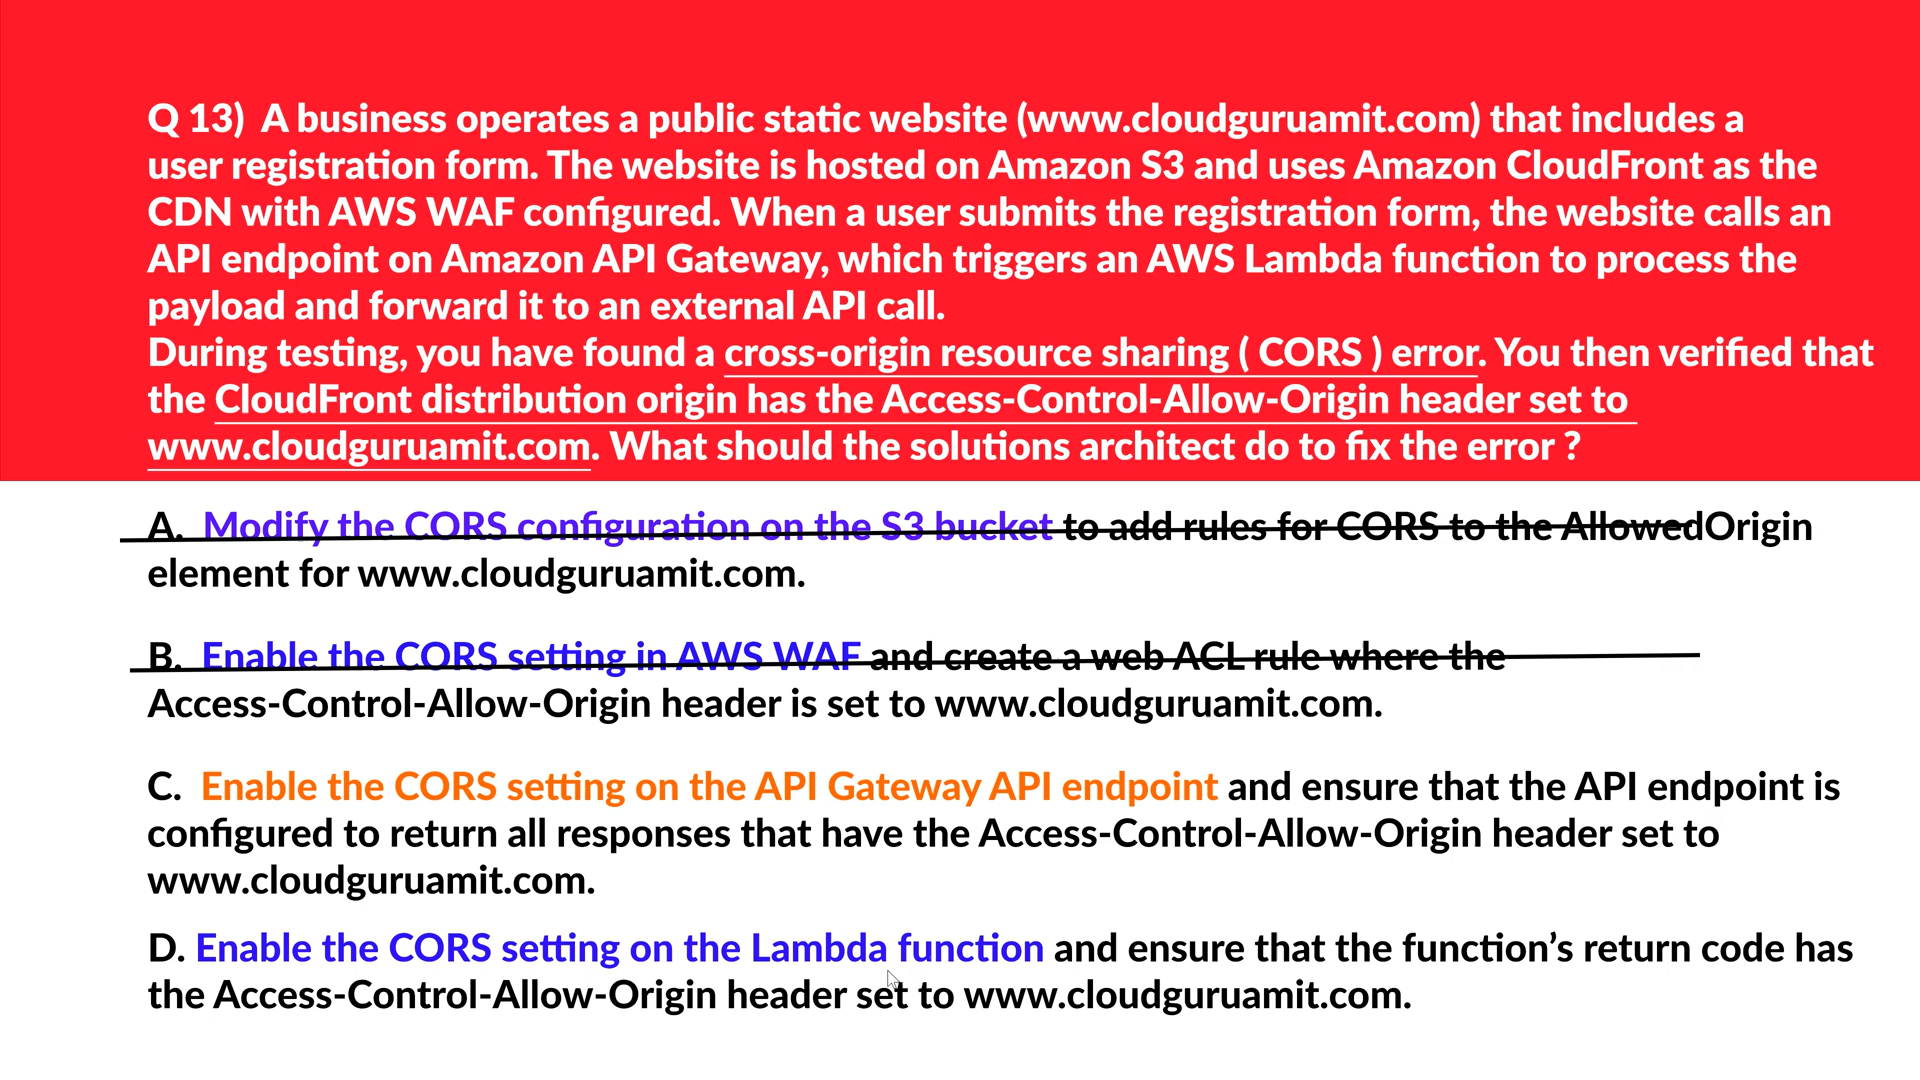 Q 13) A business operates a public static website (www.cloudguruamit.com) that includes a
user registration form. The website is hosted on Amazon S3 and uses Amazon CloudFront as the
CDN with AWS WAF configured. When a user submits the registration form, the website calls an
API endpoint on Amazon API Gateway, which triggers an AWS Lambda function to process the
payload and forward it to an external API call.
During testing, you have found a cross-origin resource sharing ( CORS ) error. You then verified that
the CloudFront distribution origin has the Access-Control-Allow-Origin header set to
www.cloudguruamit.com. What should the solutions architect do to fix the error ?
A. Modify the CORS configuration on the S3 bucket to add rules for CORS to the AllowedOrigin
element for www.cloudguruamit.com.
B. Enable the CORS setting in AWS WAF and create a web ACL rule where the
Access-Control-Allow-Origin header is set to www.cloudguruamit.com.
C. Enable the CORS setting on the API Gateway API endpoint and ensure that the API endpoint is
configured to return all responses that have the Access-Control-Allow-Origin header set to
www.cloudguruamit.com.
D. Enable the CORS setting on the Lambda function and ensure that the function’s return code has
the Access-Control-Allow-Origin header set to www.cloudguruamit.com.